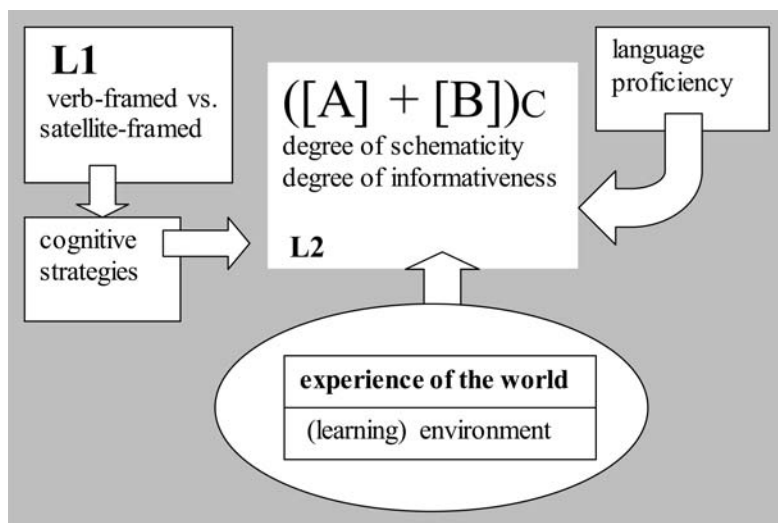 L1
verb-framed vs.
satellite-framed
cognitive
strategies
([A] + [B])C
degree of schematicity
degree of informativeness
L2
language
proficiency
experience of the world
(learning) environment